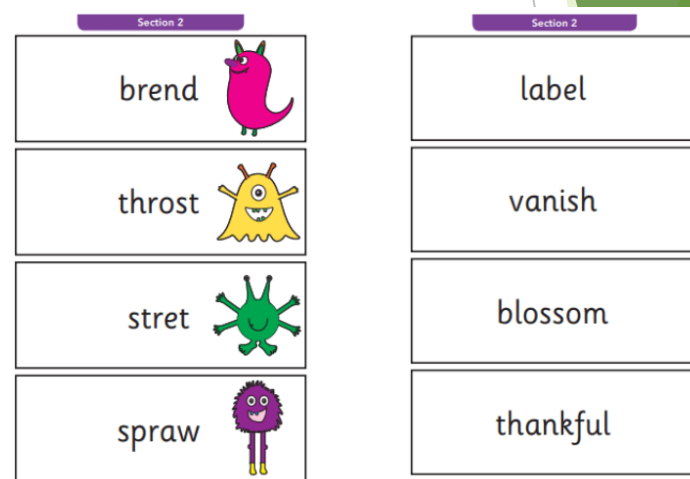 Section 2
brend
throst
stret
spraw
Section 2
label
vanish
blossom
thankful